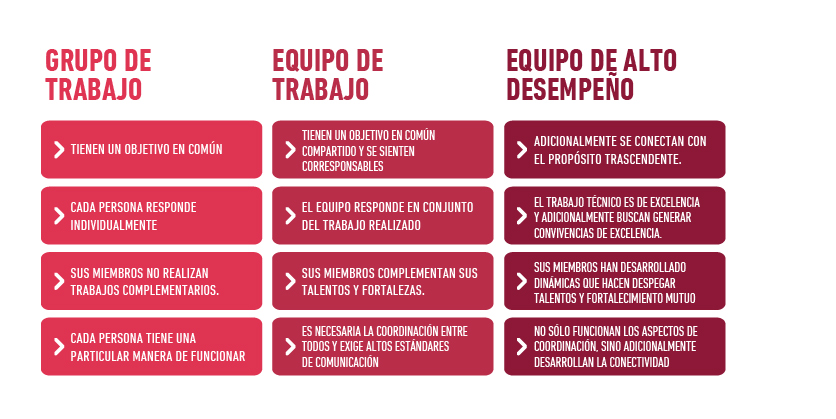 GRUPO DE
TRABAJO
TIENEN UN OBJETIVO EN COMÚN
CADA PERSONA RESPONDE
INDIVIDUALMENTE
SUS MIEMBROS NO REALIZAN
TRABAJOS COMPLEMENTARIOS.
CADA PERSONA TIENE UNA
PARTICULAR MANERA DE FUNCIONAR
EQUIPO DE
TRABAJO
TIENEN UN OBJETIVO EN COMÚN
COMPARTIDO Y SE SIENTEN
CORRESPONSABLES
EL EQUIPO RESPONDE EN CONJUNTO
DEL TRABAJO REALIZADO
SUS MIEMBROS COMPLEMENTAN SUS
TALENTOS Y FORTALEZAS.
ES NECESARIA LA COORDINACIÓN ENTRE
TODOS Y EXIGE ALTOS ESTÁNDARES
DE COMUNICACIÓN
EQUIPO DE ALTO
DESEMPEÑO
ADICIONALMENTE SE CONECTAN CON
EL PROPÓSITO TRASCENDENTE.
EL TRABAJO TÉCNICO ES DE EXCELENCIA
Y ADICIONALMENTE BUSCAN GENERAR
CONVIVENCIAS DE EXCELENCIA.
SUS MIEMBROS HAN DESARROLLADO
DINÁMICAS QUE HACEN DESPEGAR
TALENTOS Y FORTALECIMIENTO MUTUO
NO SÓLO FUNCIONAN LOS ASPECTOS DE
COORDINACIÓN, SINO ADICIONALMENTE
DESARROLLAN LA CONECTIVIDAD